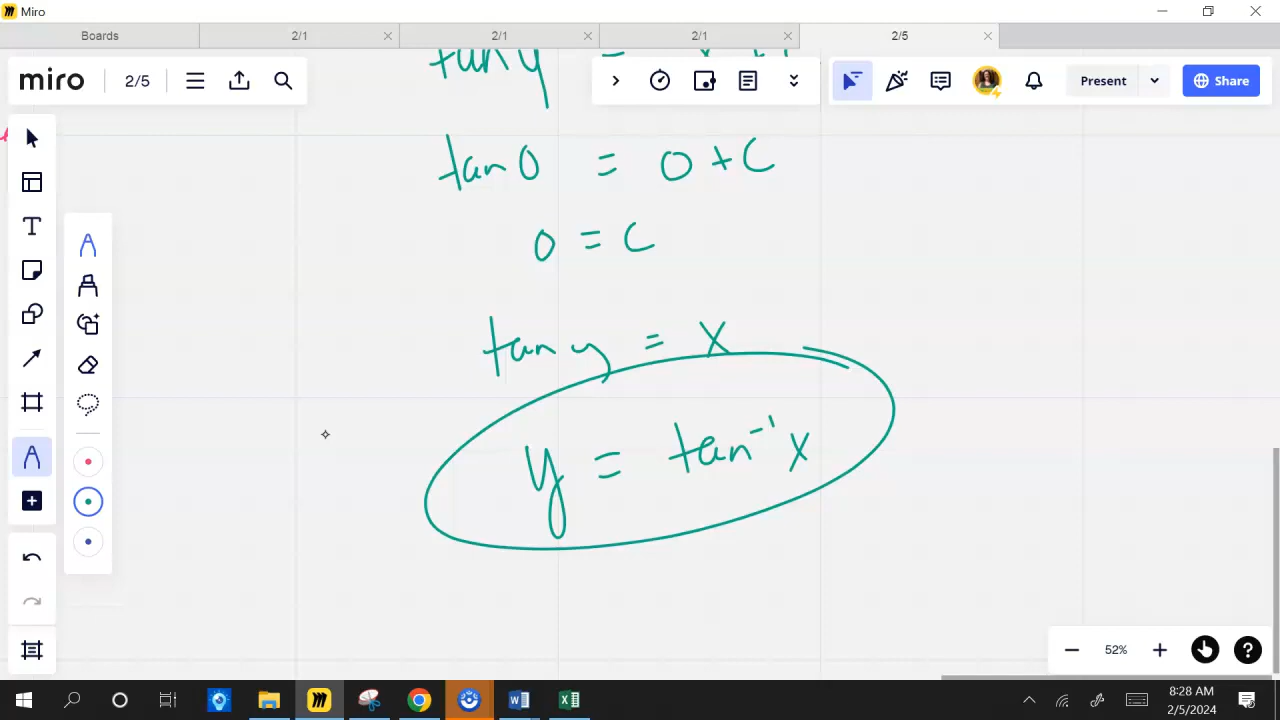 Miro
Boards
2/1
2/1
2/1
2/5
tan y =
miro
2/5
Present
Share
tan 0 = 0 + C
0 = C
tan y = x
y = tan⁻¹ x
52%
8:28 AM
2/5/2024